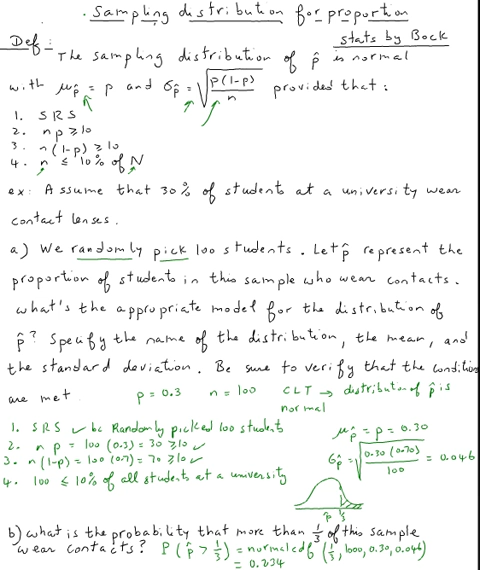 . Sampling distribution for proportion
stats by Bock
Def: The sampling distribution of p̂ is normal
with μp̂ = p and σp̂ = √(p(1-p)/n) provided that:
1. SRS
2. np ≥ 10
3. n(1-p) ≥ 10
4. n ≤ 10% of N
ex: Assume that 30% of students at a university wear
contact lenses.
a) We randomly pick 100 students. Let p̂ represent the
proportion of students in this sample who wear contacts.
what's the appropriate model for the distribution of
p̂? Specify the name of the distribution, the mean, and
the standard deviation. Be sure to verify that the conditions
are met. p = 0.3 n = 100 CLT → distribution of p̂ is
normal
1. SRS ✓ bc Randomly picked 100 students
2. np = 100(0.3) = 30 ≥ 10 ✓
3. n(1-p) = 100(0.7) = 70 ≥ 10 ✓
4. 100 ≤ 10% of all students at a university
μp̂ = p = 0.30
σp̂ = √(0.30(0.70)/100) = 0.046
p 1/3
b) what is the probability that more than 1/3 of this sample
wear contacts? P(p̂ > 1/3) = normalcdf(1/3, 1000, 0.30, 0.046)
= 0.234